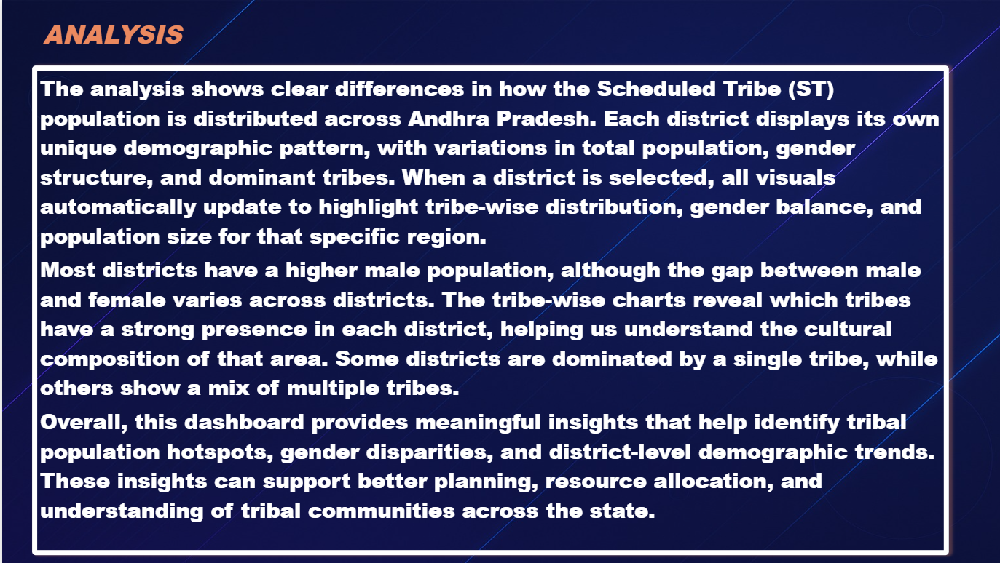 ANALYSIS
The analysis shows clear differences in how the Scheduled Tribe (ST)
population is distributed across Andhra Pradesh. Each district displays its own
unique demographic pattern, with variations in total population, gender
structure, and dominant tribes. When a district is selected, all visuals
automatically update to highlight tribe-wise distribution, gender balance, and
population size for that specific region.
Most districts have a higher male population, although the gap between male
and female varies across districts. The tribe-wise charts reveal which tribes
have a strong presence in each district, helping us understand the cultural
composition of that area. Some districts are dominated by a single tribe, while
others show a mix of multiple tribes.
Overall, this dashboard provides meaningful insights that help identify tribal
population hotspots, gender disparities, and district-level demographic trends.
These insights can support better planning, resource allocation, and
understanding of tribal communities across the state.